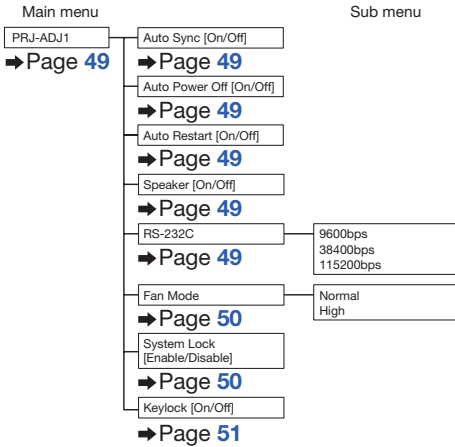 Main menu
Sub menu
PRJ-ADJ1
➡Page 49
Auto Sync [On/Off]
➡Page 49
Auto Power Off [On/Off]
➡Page 49
Auto Restart [On/Off]
➡Page 49
Speaker [On/Off]
➡Page 49
RS-232C
➡Page 49
9600bps
38400bps
115200bps
Fan Mode
➡Page 50
Normal
High
System Lock
[Enable/Disable]
➡Page 50
Keylock [On/Off]
➡Page 51